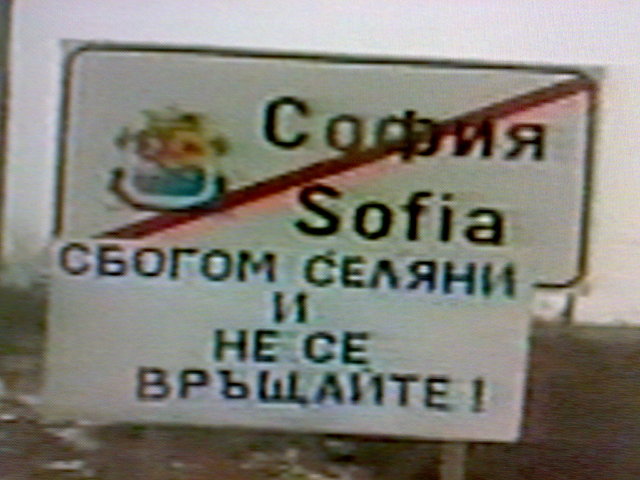 София
Sofia
СБОГОМ СЕЛЯНИ
И
НЕ СЕ
ВРЪЩАЙТЕ!